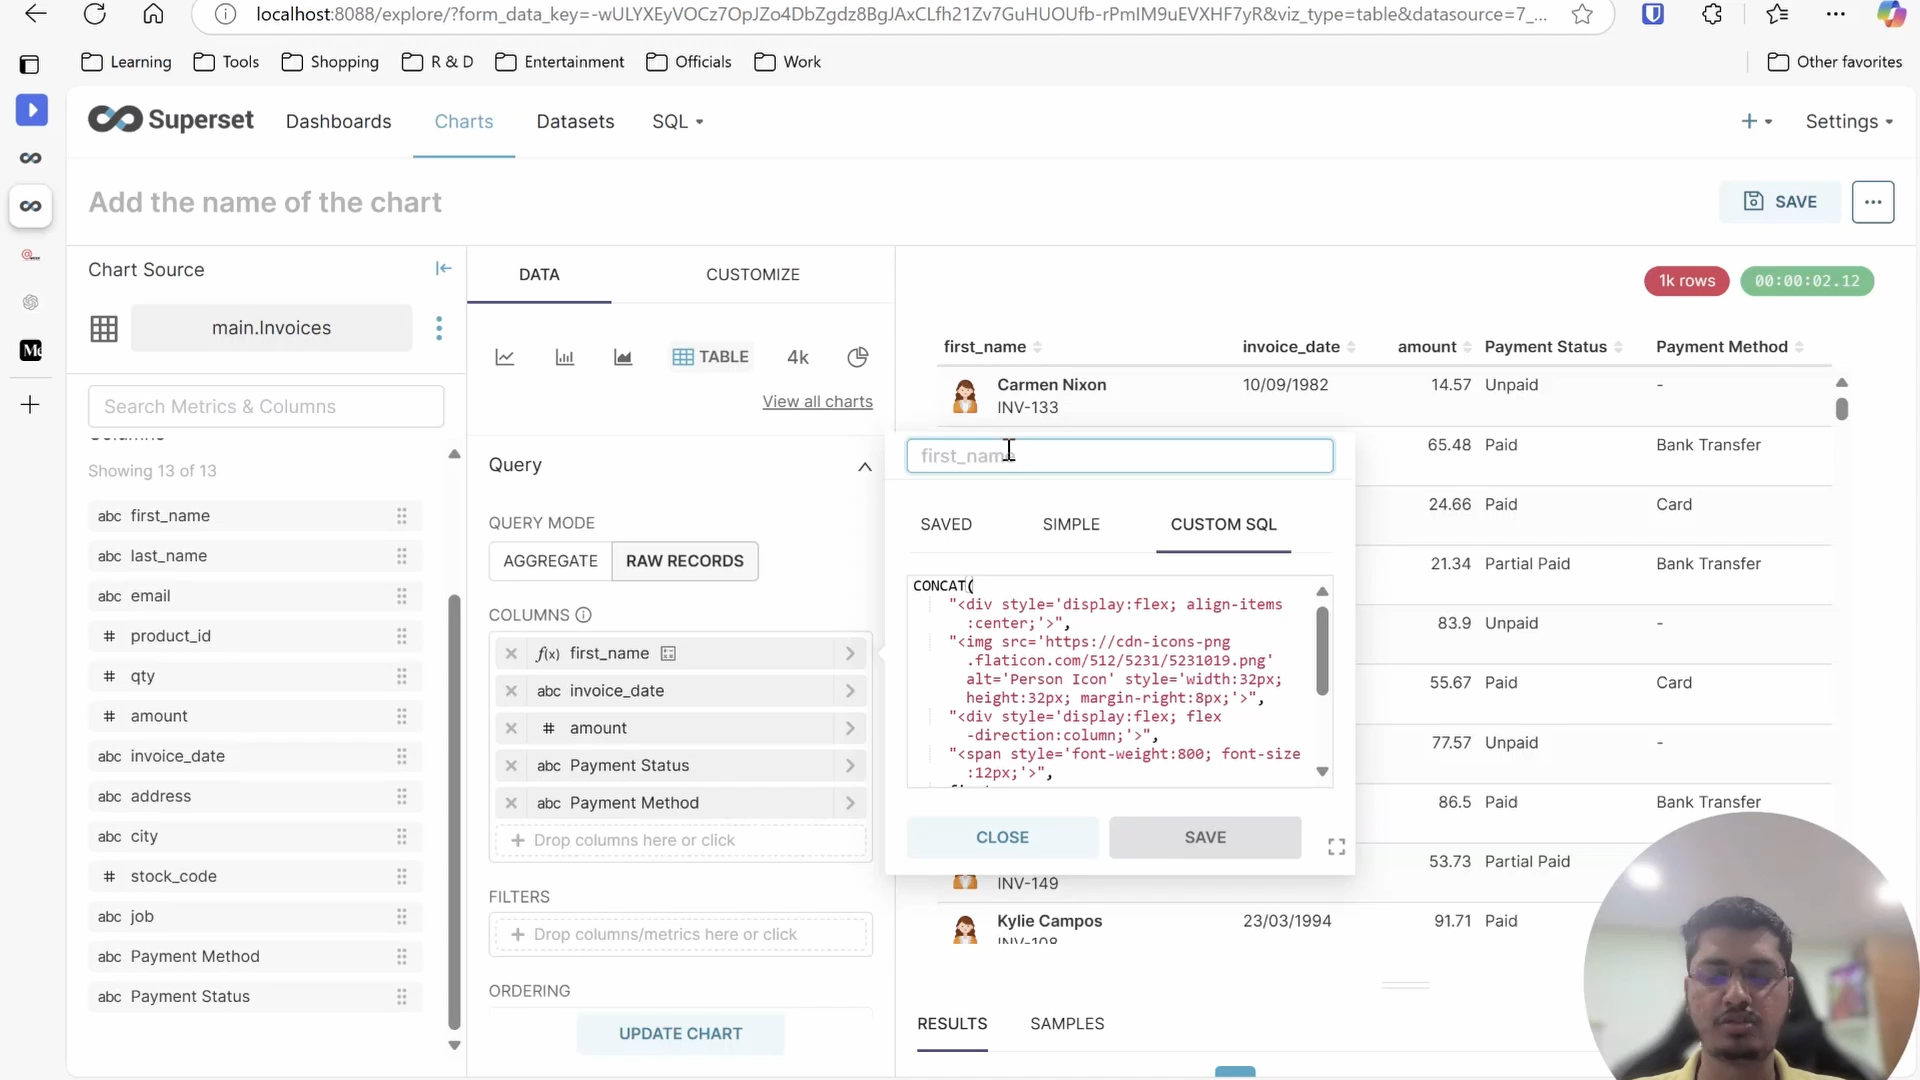 localhost:8088/explore/?form_data_key=-wULYXEyVOCz7OpJZo4DbZgdz8BgJAxCLfh21Zv7GuHUOUfb-rPmIM9uEVXHF7yR&viz_type=table&datasource=7_...
Learning
Tools
Shopping
R & D
Entertainment
Officials
Work
Other favorites
Superset
Dashboards
Charts
Datasets
SQL
Settings
Add the name of the chart
SAVE
Chart Source
main.Invoices
Search Metrics & Columns
Columns
Showing 13 of 13
abc first_name
abc last_name
abc email
# product_id
# qty
# amount
abc invoice_date
abc address
abc city
# stock_code
abc job
abc Payment Method
abc Payment Status
DATA
CUSTOMIZE
TABLE
4k
View all charts
Query
QUERY MODE
AGGREGATE
RAW RECORDS
COLUMNS
f(x) first_name
abc invoice_date
# amount
abc Payment Status
abc Payment Method
+ Drop columns here or click
FILTERS
+ Drop columns/metrics here or click
ORDERING
UPDATE CHART
1k rows
00:00:02.12
first_name invoice_date amount Payment Status Payment Method
Carmen Nixon 10/09/1982 14.57 Unpaid -
INV-133
65.48 Paid Bank Transfer
24.66 Paid Card
21.34 Partial Paid Bank Transfer
83.9 Unpaid -
55.67 Paid Card
77.57 Unpaid -
86.5 Paid Bank Transfer
53.73 Partial Paid
INV-149
Kylie Campos 23/03/1994 91.71 Paid
INV-108
first_name
SAVED
SIMPLE
CUSTOM SQL
CONCAT(
"<div style='display:flex; align-items
:center;'>",
"<img src='https://cdn-icons-png
.flaticon.com/512/5231/5231019.png'
alt='Person Icon' style='width:32px;
height:32px; margin-right:8px;'>",
"<div style='display:flex; flex
-direction:column;'>",
"<span style='font-weight:800; font-size
:12px;'>",
CLOSE
SAVE
RESULTS
SAMPLES